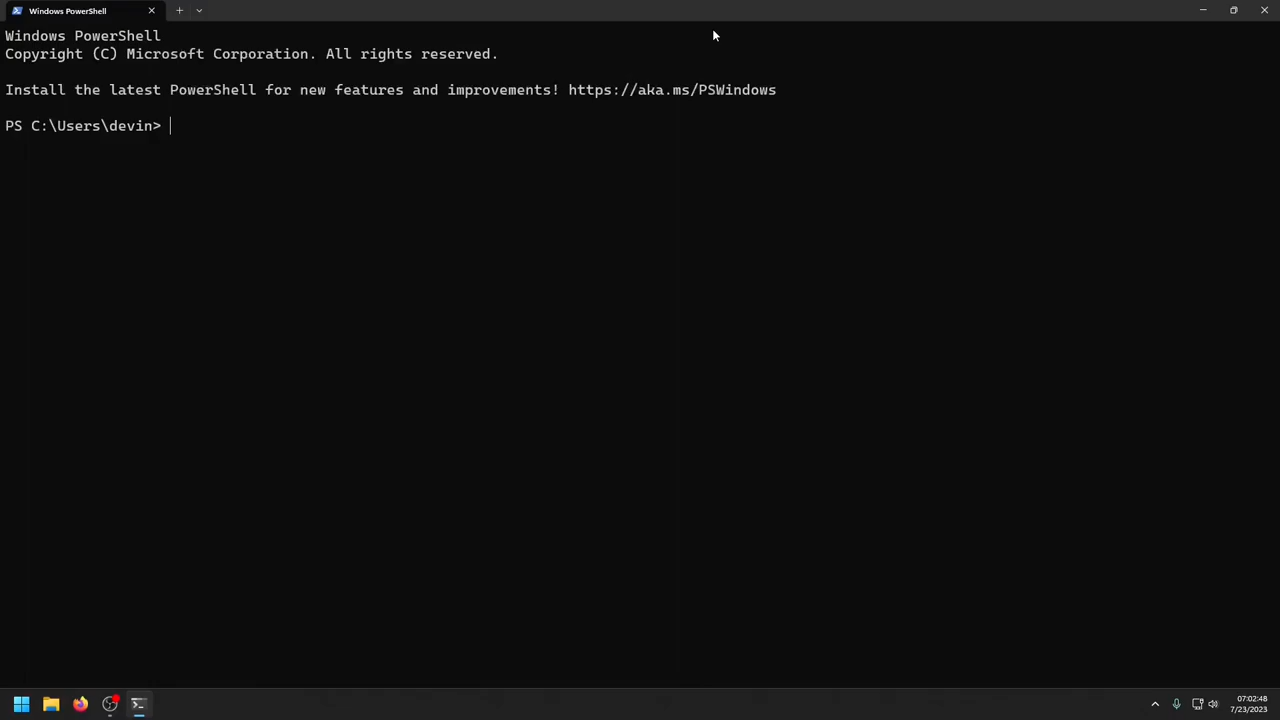 Windows PowerShell
Windows PowerShell
Copyright (C) Microsoft Corporation. All rights reserved.
Install the latest PowerShell for new features and improvements! https://aka.ms/PSWindows
PS C:\Users\devin>
07:02:48
7/23/2023